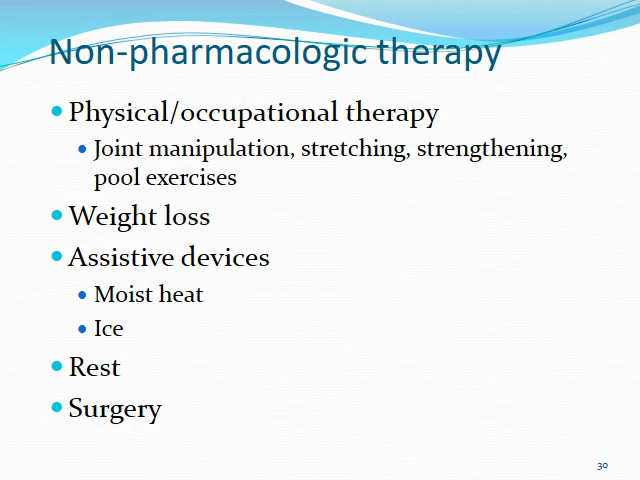 Non-pharmacologic therapy
• Physical/occupational therapy
• Joint manipulation, stretching, strengthening,
pool exercises
• Weight loss
• Assistive devices
• Moist heat
• Ice
• Rest
• Surgery
30